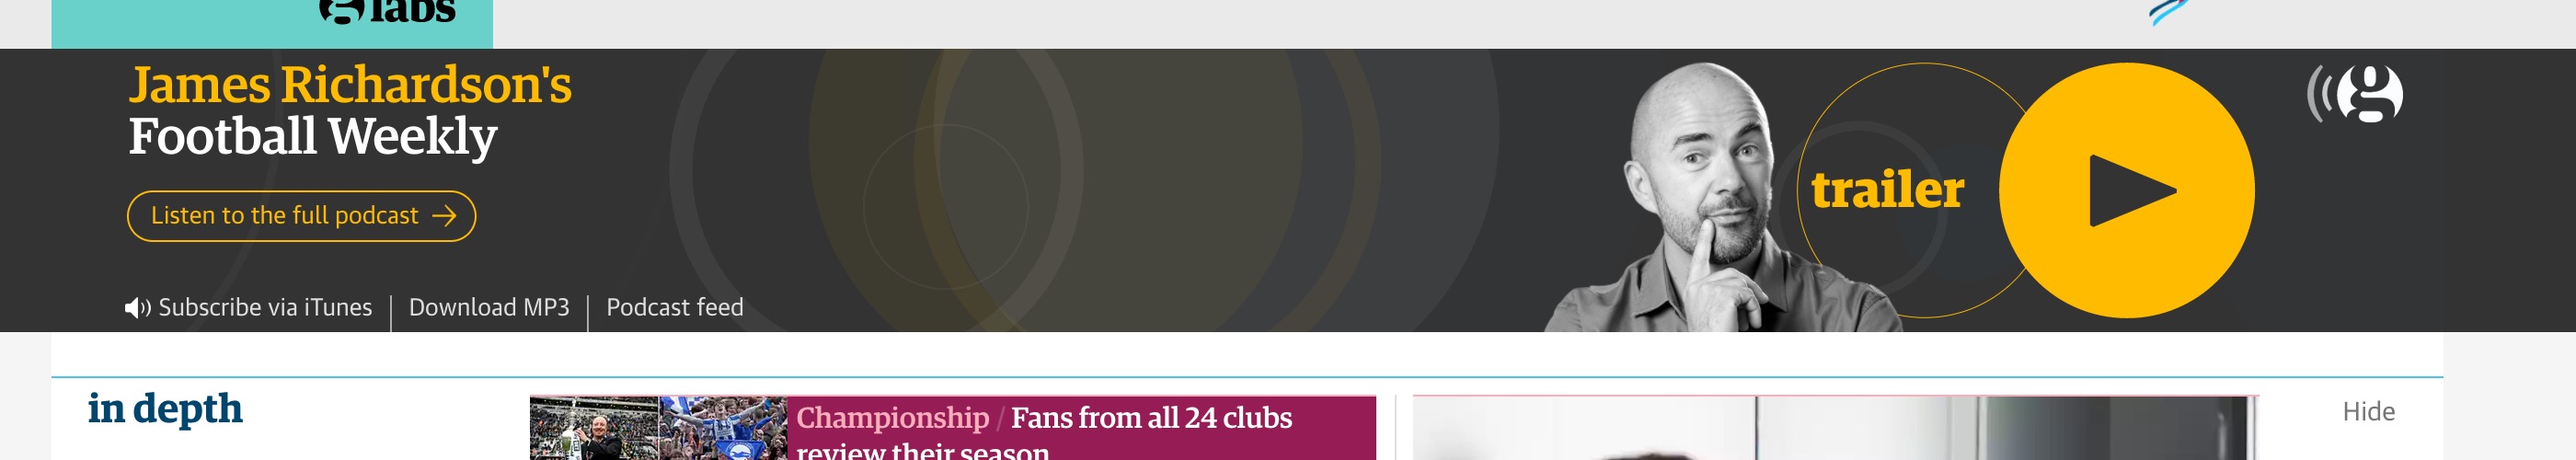 labs
James Richardson's
Football Weekly
trailer
Listen to the full podcast →
Subscribe via iTunes | Download MP3 | Podcast feed
in depth
Championship / Fans from all 24 clubs
review their season
Hide